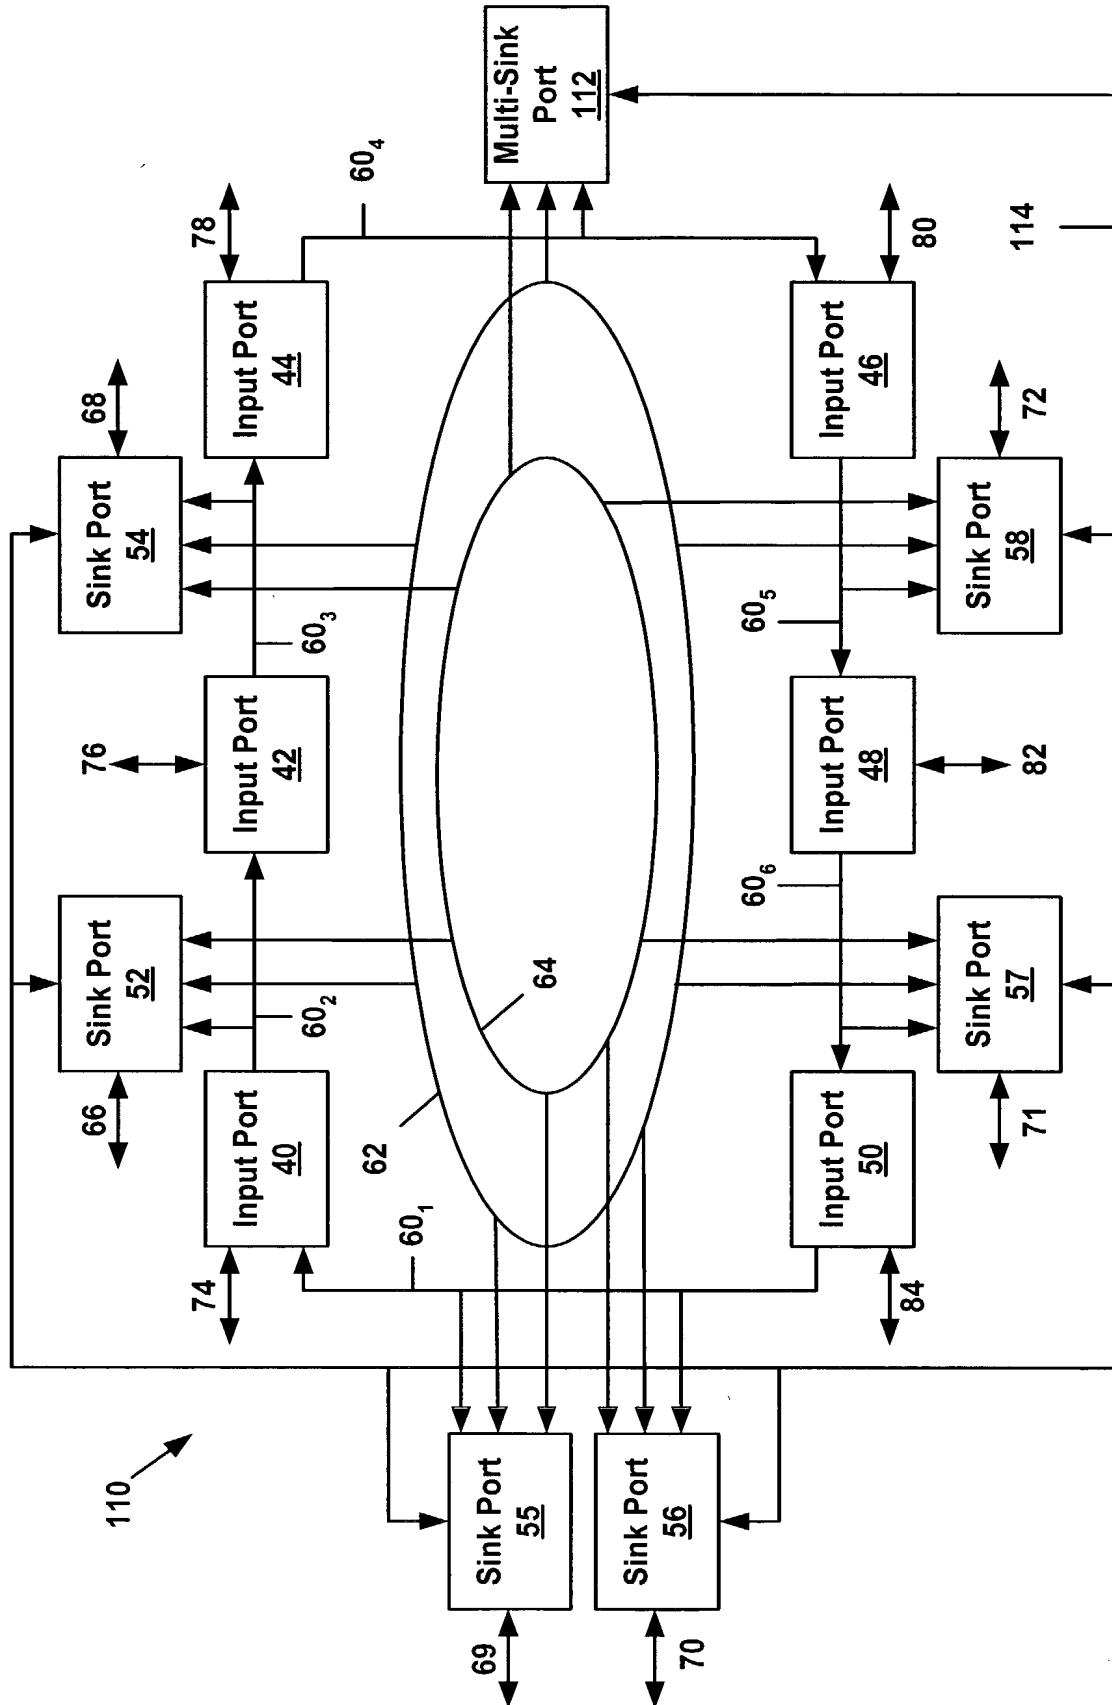 110
66
Sink Port
52
76
68
Sink Port
54
74
Input Port
40
60₂
Input Port
42
60₃
Input Port
44
78
60₄
60₁
62
64
69
Sink Port
55
70
Sink Port
56
Multi-Sink
Port
112
84
Input Port
50
60₆
Input Port
48
60₅
Input Port
46
80
71
Sink Port
57
82
Sink Port
58
72
114